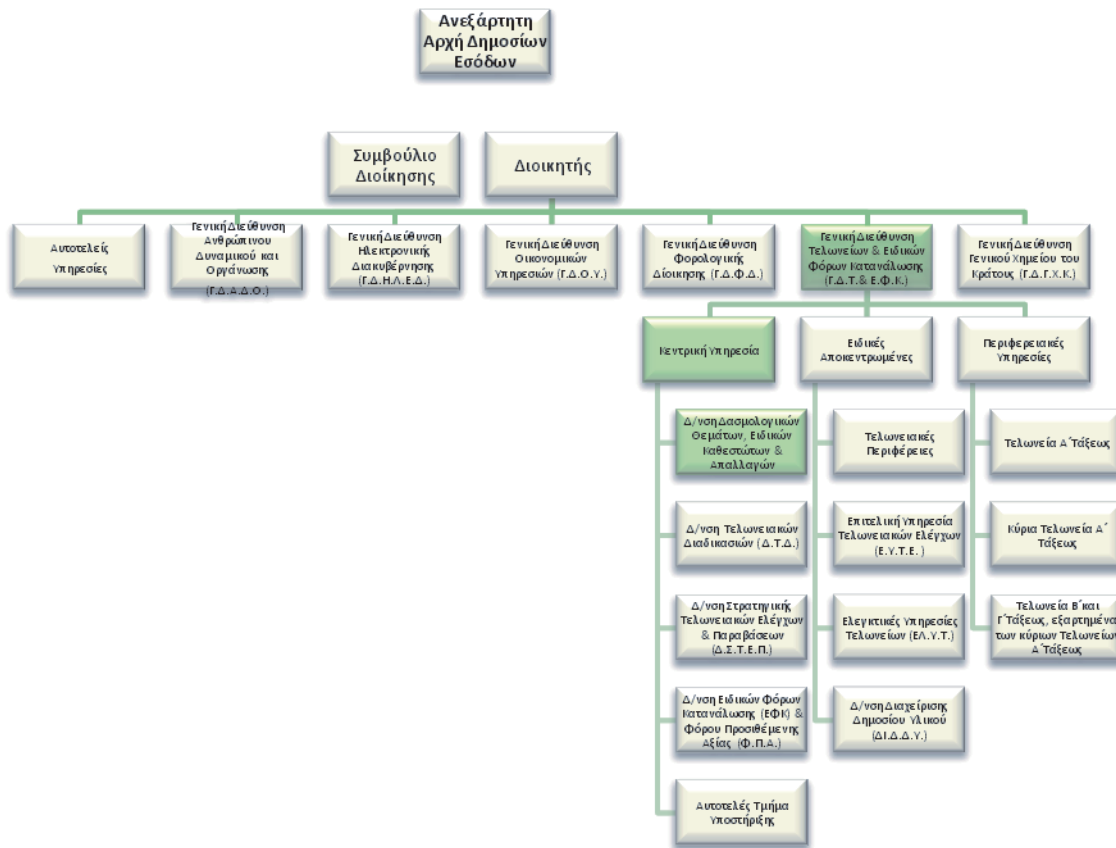 Ανεξάρτητη
Αρχή Δημοσίων
Εσόδων
Συμβούλιο
Διοίκησης
Διοικητής
Αυτοτελείς
Υπηρεσίες
Γενική Διεύθυνση
Ανθρώπινου
Δυναμικού και
Οργάνωσης
(Γ.Δ.Α.Δ.Ο.)
Γενική Διεύθυνση
Ηλεκτρονικής
Διακυβέρνησης
(Γ.Δ.Η.Λ.Ε.Δ.)
Γενική Διεύθυνση
Οικονομικών
Υπηρεσιών (Γ.Δ.Ο.Υ.)
Γενική Διεύθυνση
Φορολογικής
Δίοικησης (Γ.Δ.Φ.Δ.)
Γενική Διεύθυνση
Τελωνείων & Ειδικών
Φόρων Κατανάλωσης
(Γ.Δ.Τ.& Ε.Φ.Κ.)
Γενική Διεύθυνση
Γενικού Χημείου του
Κράτους (Γ.Δ.Γ.Χ.Κ.)
Κεντρική Υπηρεσία
Ειδικές
Αποκεντρωμένες
Περιφερειακές
Υπηρεσίες
Δ/νση Δασμολογικών
Θεμάτων, Ειδικών
Καθεστώτων &
Απαλλαγών
Τελωνειακές
Περιφέρειες
Τελωνεία Α΄Τάξεως
Δ/νση Τελωνειακών
Διαδικασιών (Δ.Τ.Δ.)
Επιτελική Υπηρεσία
Τελωνειακών Ελέγχων
(Ε.Υ.Τ.Ε. )
Κύρια Τελωνεία Α΄
Τάξεως
Δ/νση Στρατηγικής
Τελωνειακών Ελέγχων
& Παραβάσεων
(Δ.Σ.Τ.Ε.Π.)
Ελεγκτικές Υπηρεσίες
Τελωνείων (ΕΛ.Υ.Τ.)
Τελωνεία Β΄και
Γ΄Τάξεως, εξαρτημένα
των κύριων Τελωνείων
Α΄Τάξεως
Δ/νση Ειδικών Φόρων
Κατανάλωσης (ΕΦΚ) &
Φόρου Προσιθέμενης
Αξίας (Φ.Π.Α.)
Δ/νση Διαχείρισης
Δημοσίου Υλικού
(ΔΙ.Δ.Δ.Υ.)
Αυτοτελές Τμήμα
Υποστήριξης